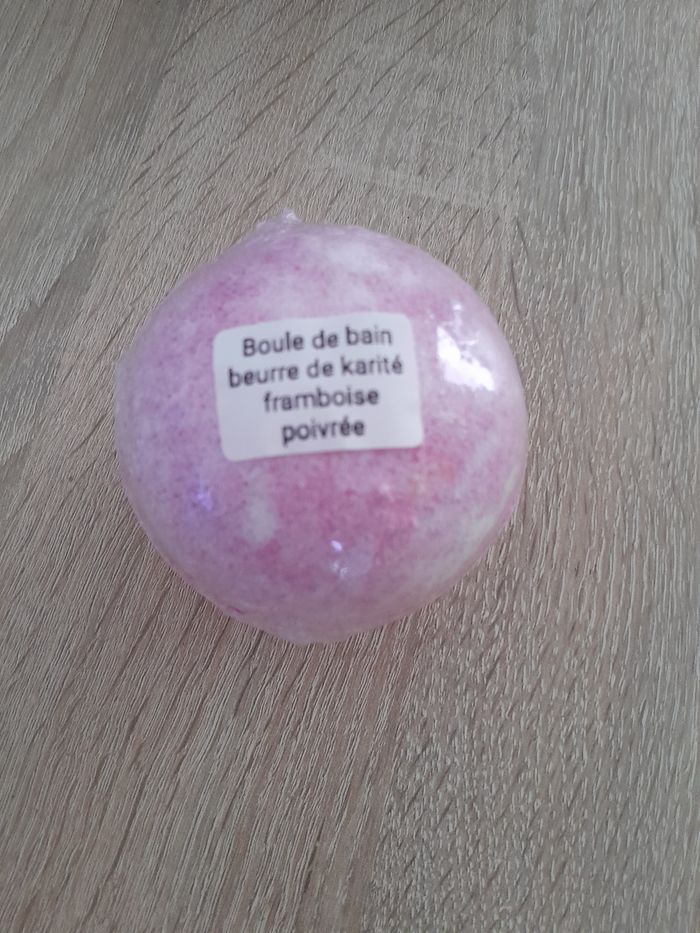 Boule de bain
beurre de karité
framboise
poivrée